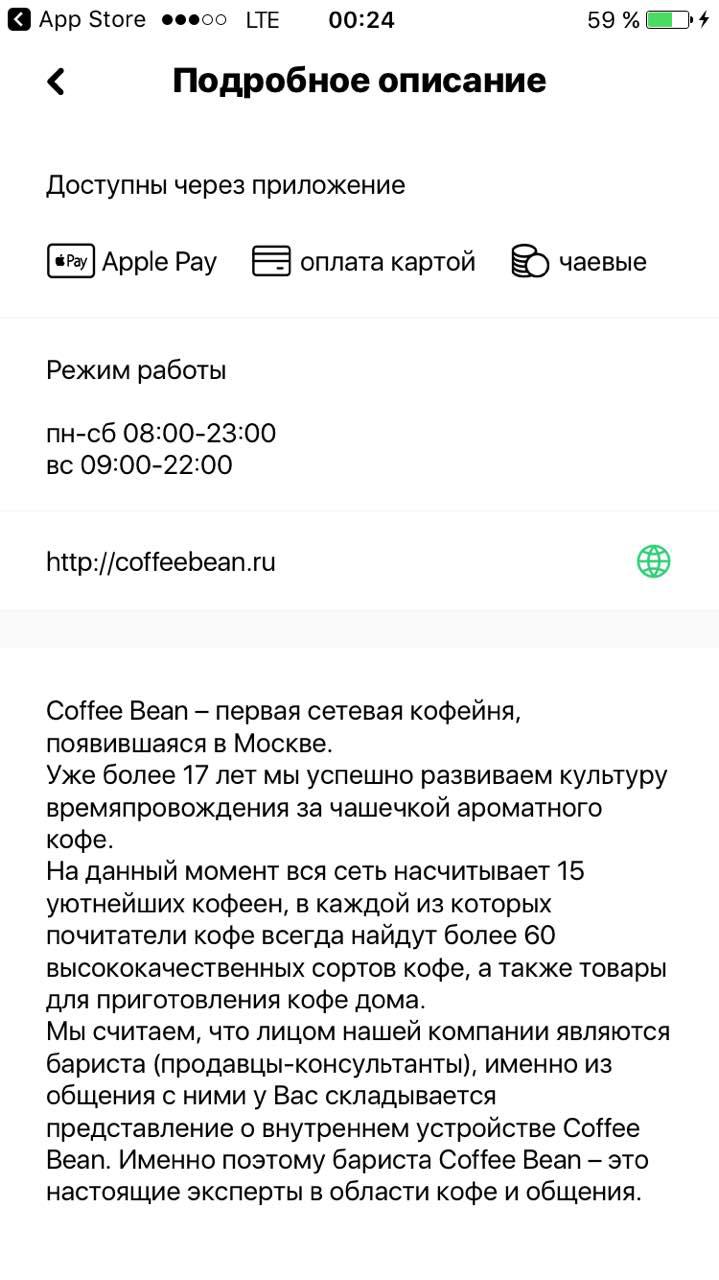 App Store LTE 00:24 59 %
Подробное описание
Доступны через приложение
Pay Apple Pay оплата картой чаевые
Режим работы
пн-сб 08:00-23:00
вс 09:00-22:00
http://coffeebean.ru
Coffee Bean – первая сетевая кофейня,
появившаяся в Москве.
Уже более 17 лет мы успешно развиваем культуру
времяпровождения за чашечкой ароматного
кофе.
На данный момент вся сеть насчитывает 15
уютнейших кофеен, в каждой из которых
почитатели кофе всегда найдут более 60
высококачественных сортов кофе, а также товары
для приготовления кофе дома.
Мы считаем, что лицом нашей компании являются
бариста (продавцы-консультанты), именно из
общения с ними у Вас складывается
представление о внутреннем устройстве Coffee
Bean. Именно поэтому бариста Coffee Bean – это
настоящие эксперты в области кофе и общения.